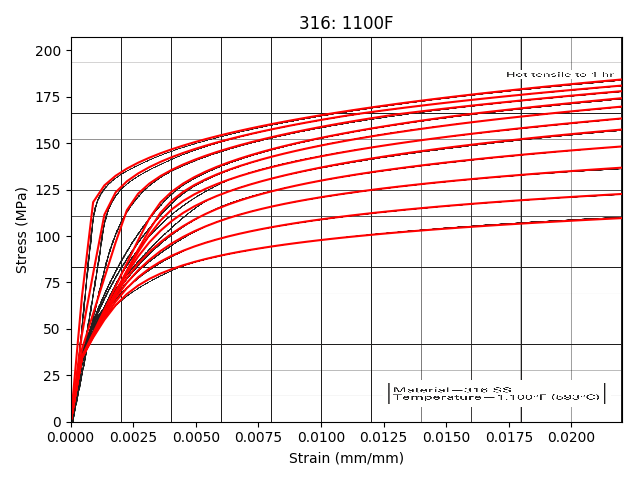 316: 1100F
Stress (MPa)
200
175
150
125
100
75
50
25
0
Hot tensile to 1 hr
Material—316 SS
Temperature—1,100°F (593°C)
0.0000 0.0025 0.0050 0.0075 0.0100 0.0125 0.0150 0.0175 0.0200
Strain (mm/mm)